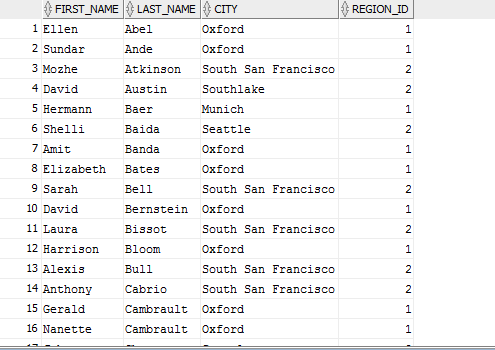 FIRST_NAME LAST_NAME CITY REGION_ID
1 Ellen Abel Oxford 1
2 Sundar Ande Oxford 1
3 Mozhe Atkinson South San Francisco 2
4 David Austin Southlake 2
5 Hermann Baer Munich 1
6 Shelli Baida Seattle 2
7 Amit Banda Oxford 1
8 Elizabeth Bates Oxford 1
9 Sarah Bell South San Francisco 2
10 David Bernstein Oxford 1
11 Laura Bissot South San Francisco 2
12 Harrison Bloom Oxford 1
13 Alexis Bull South San Francisco 2
14 Anthony Cabrio South San Francisco 2
15 Gerald Cambrault Oxford 1
16 Nanette Cambrault Oxford 1